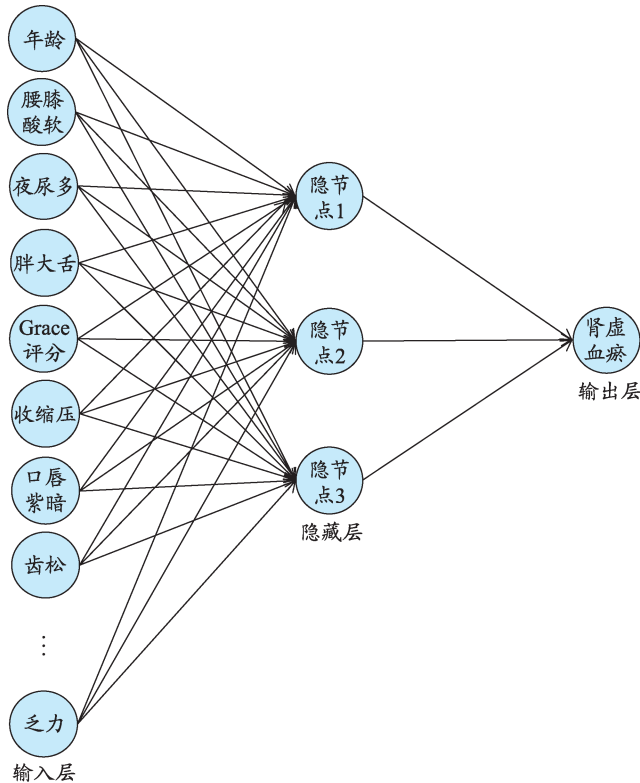 年龄
腰膝
酸软
夜尿多
胖大舌
Grace
评分
收缩压
口唇
紫暗
齿松
⋮
乏力
输入层
隐节
点1
隐节
点2
隐节
点3
隐藏层
肾虚
血瘀
输出层